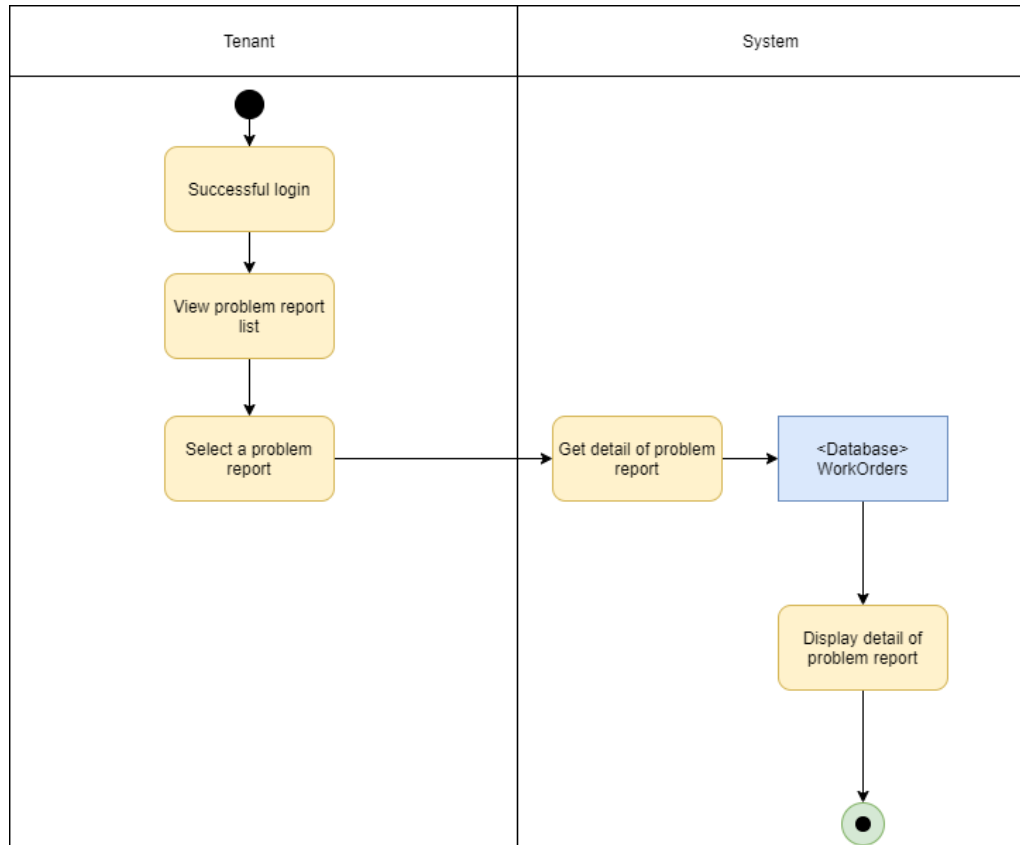 Tenant
System
Successful login
View problem report
list
Select a problem
report
Get detail of problem
report
<Database>
WorkOrders
Display detail of
problem report